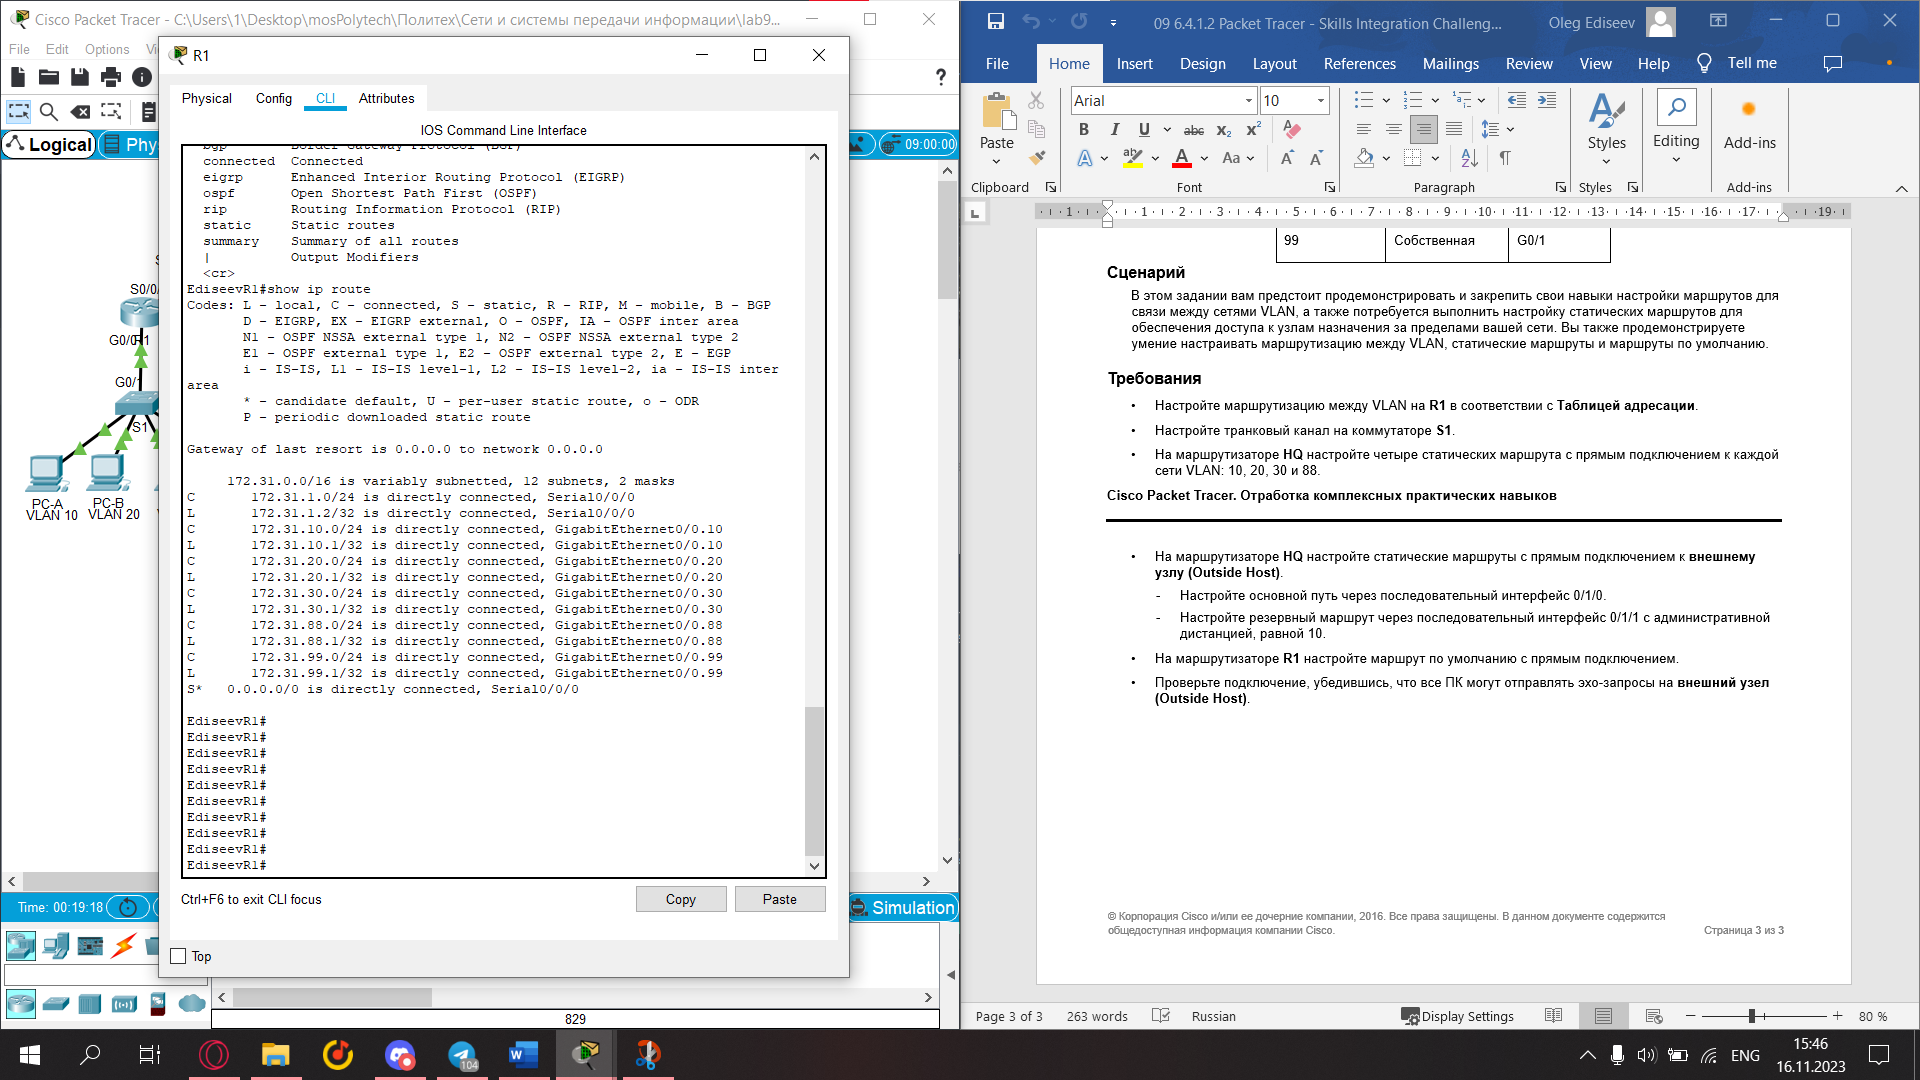 Cisco Packet Tracer - C:\Users\1\Desktop\mosPolytech\Политех\Сети и системы передачи информации\lab9...
File Edit Options Vi
Logical
Phy
09:00:00
S0/0/
G0/0
R1
G0/1
S1
PC-A
VLAN 10
PC-B
VLAN 20
Time: 00:19:18
Simulation
829
R1
Physical Config CLI Attributes
IOS Command Line Interface
bgp Border Gateway Protocol (BGP)
connected Connected
eigrp Enhanced Interior Routing Protocol (EIGRP)
ospf Open Shortest Path First (OSPF)
rip Routing Information Protocol (RIP)
static Static routes
summary Summary of all routes
| Output Modifiers
<cr>
EdiseevR1#show ip route
Codes: L - local, C - connected, S - static, R - RIP, M - mobile, B - BGP
D - EIGRP, EX - EIGRP external, O - OSPF, IA - OSPF inter area
N1 - OSPF NSSA external type 1, N2 - OSPF NSSA external type 2
E1 - OSPF external type 1, E2 - OSPF external type 2, E - EGP
i - IS-IS, L1 - IS-IS level-1, L2 - IS-IS level-2, ia - IS-IS inter
area
* - candidate default, U - per-user static route, o - ODR
P - periodic downloaded static route
Gateway of last resort is 0.0.0.0 to network 0.0.0.0
172.31.0.0/16 is variably subnetted, 12 subnets, 2 masks
C 172.31.1.0/24 is directly connected, Serial0/0/0
L 172.31.1.2/32 is directly connected, Serial0/0/0
C 172.31.10.0/24 is directly connected, GigabitEthernet0/0.10
L 172.31.10.1/32 is directly connected, GigabitEthernet0/0.10
C 172.31.20.0/24 is directly connected, GigabitEthernet0/0.20
L 172.31.20.1/32 is directly connected, GigabitEthernet0/0.20
C 172.31.30.0/24 is directly connected, GigabitEthernet0/0.30
L 172.31.30.1/32 is directly connected, GigabitEthernet0/0.30
C 172.31.88.0/24 is directly connected, GigabitEthernet0/0.88
L 172.31.88.1/32 is directly connected, GigabitEthernet0/0.88
C 172.31.99.0/24 is directly connected, GigabitEthernet0/0.99
L 172.31.99.1/32 is directly connected, GigabitEthernet0/0.99
S* 0.0.0.0/0 is directly connected, Serial0/0/0
EdiseevR1#
EdiseevR1#
EdiseevR1#
EdiseevR1#
EdiseevR1#
EdiseevR1#
EdiseevR1#
EdiseevR1#
EdiseevR1#
EdiseevR1#
Ctrl+F6 to exit CLI focus
Copy
Paste
Top
09 6.4.1.2 Packet Tracer - Skills Integration Challeng...
Oleg Ediseev
File Home Insert Design Layout References Mailings Review View Help Tell me
Paste
Arial 10
Styles
Editing
Add-ins
Clipboard Font Paragraph Styles Add-ins
1 1 2 3 4 5 6 7 8 9 10 11 12 13 14 15 16 17 19
99 Собственная G0/1
Сценарий
В этом задании вам предстоит продемонстрировать и закрепить свои навыки настройки маршрутов для
связи между сетями VLAN, а также потребуется выполнить настройку статических маршрутов для
обеспечения доступа к узлам назначения за пределами вашей сети. Вы также продемонстрируете
умение настраивать маршрутизацию между VLAN, статические маршруты и маршруты по умолчанию.
Требования
• Настройте маршрутизацию между VLAN на R1 в соответствии с Таблицей адресации.
• Настройте транковый канал на коммутаторе S1.
• На маршрутизаторе HQ настройте четыре статических маршрута с прямым подключением к каждой
сети VLAN: 10, 20, 30 и 88.
Cisco Packet Tracer. Отработка комплексных практических навыков
• На маршрутизаторе HQ настройте статические маршруты с прямым подключением к внешнему
узлу (Outside Host).
- Настройте основной путь через последовательный интерфейс 0/1/0.
- Настройте резервный маршрут через последовательный интерфейс 0/1/1 с административной
дистанцией, равной 10.
• На маршрутизаторе R1 настройте маршрут по умолчанию с прямым подключением.
• Проверьте подключение, убедившись, что все ПК могут отправлять эхо-запросы на внешний узел
(Outside Host).
© Корпорация Cisco и/или ее дочерние компании, 2016. Все права защищены. В данном документе содержится
общедоступная информация компании Cisco.
Страница 3 из 3
Page 3 of 3 263 words Russian
Display Settings
80 %
104
ENG
15:46
16.11.2023